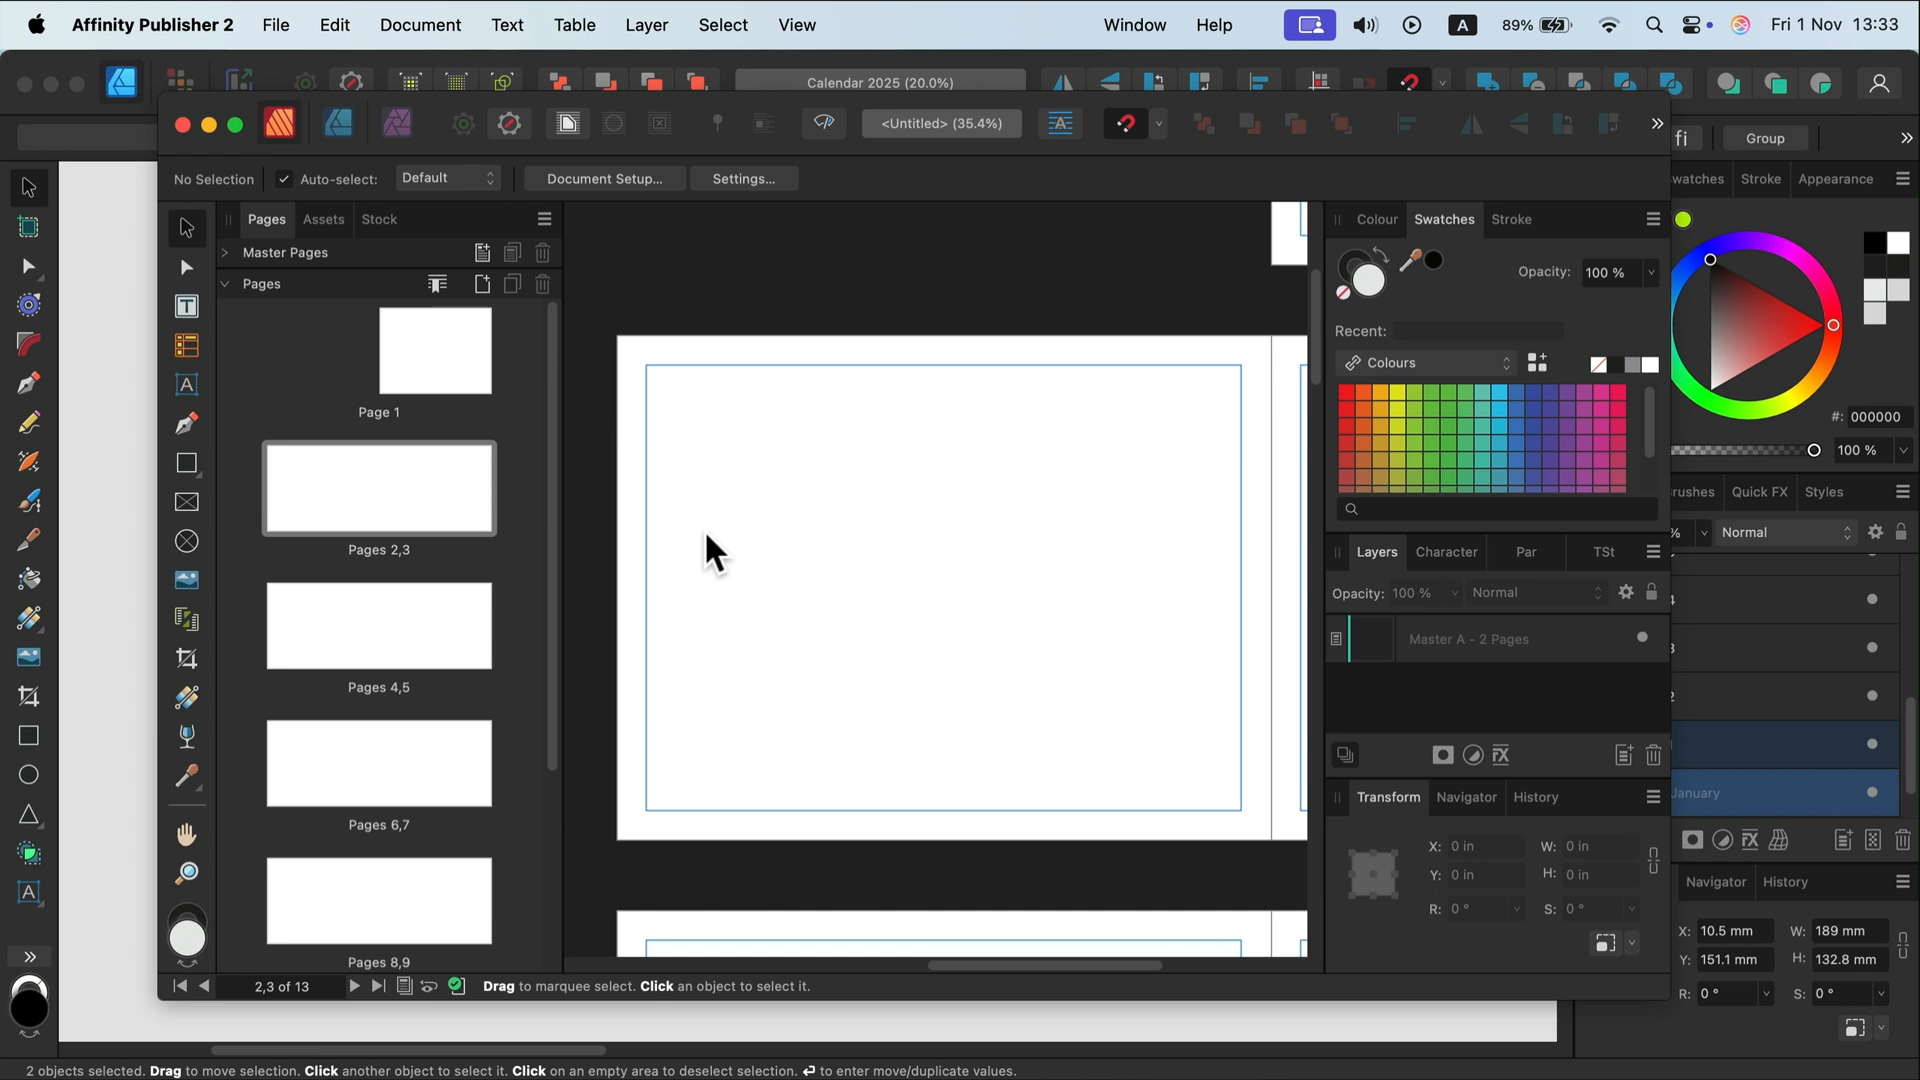 Affinity Publisher 2 File Edit Document Text Table Layer Select View Window Help A 89% Fri 1 Nov 13:33
Calendar 2025 (20.0%)
<Untitled> (35.4%)
fi Group
No Selection Auto-select: Default Document Setup... Settings...
watches Stroke Appearance
Pages Assets Stock
Colour Swatches Stroke
Master Pages
Opacity: 100 %
Pages
Recent:
Colours
Page 1
#: 000000
100 %
rushes Quick FX Styles
% Normal
Pages 2,3
Layers Character Par TSt
Opacity: 100 % Normal
Master A - 2 Pages
Pages 4,5
January
Transform Navigator History
Pages 6,7
X: 0 in W: 0 in
Y: 0 in H: 0 in
R: 0 ° S: 0 °
Navigator History
X: 10.5 mm W: 189 mm
Y: 151.1 mm H: 132.8 mm
R: 0 ° S: 0 °
Pages 8,9
2,3 of 13 Drag to marquee select. Click an object to select it.
2 objects selected. Drag to move selection. Click another object to select it. Click on an empty area to deselect selection. ↵ to enter move/duplicate values.